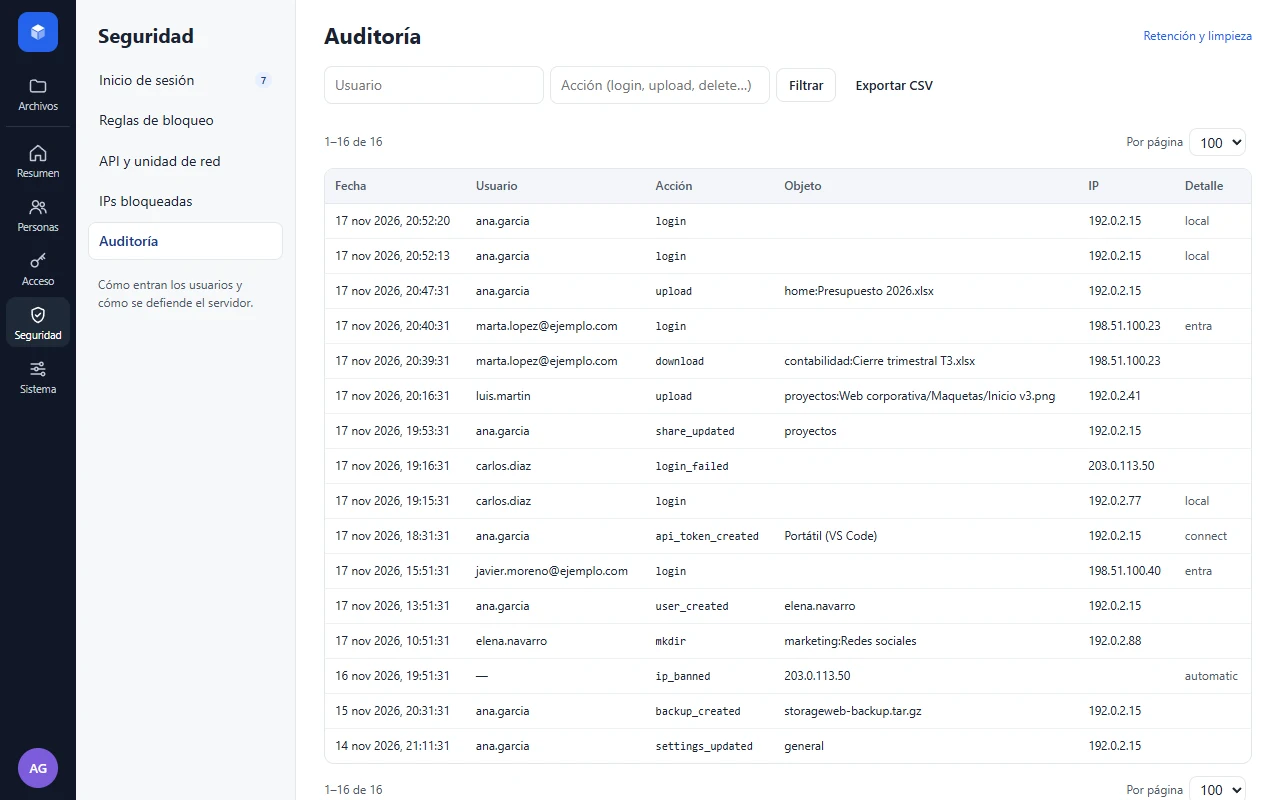 Archivos
Resumen
Personas
Acceso
Seguridad
Sistema
AG
Seguridad
Inicio de sesión 7
Reglas de bloqueo
API y unidad de red
IPs bloqueadas
Auditoría
Cómo entran los usuarios y
cómo se defiende el servidor.
Auditoría
Retención y limpieza
Usuario
Acción (login, upload, delete...)
Filtrar
Exportar CSV
1–16 de 16
Por página 100
Fecha Usuario Acción Objeto IP Detalle
17 nov 2026, 20:52:20 ana.garcia login 192.0.2.15 local
17 nov 2026, 20:52:13 ana.garcia login 192.0.2.15 local
17 nov 2026, 20:47:31 ana.garcia upload home:Presupuesto 2026.xlsx 192.0.2.15
17 nov 2026, 20:40:31 marta.lopez@ejemplo.com login 198.51.100.23 entra
17 nov 2026, 20:39:31 marta.lopez@ejemplo.com download contabilidad:Cierre trimestral T3.xlsx 198.51.100.23
17 nov 2026, 20:16:31 luis.martin upload proyectos:Web corporativa/Maquetas/Inicio v3.png 192.0.2.41
17 nov 2026, 19:53:31 ana.garcia share_updated proyectos 192.0.2.15
17 nov 2026, 19:16:31 carlos.diaz login_failed 203.0.113.50
17 nov 2026, 19:15:31 carlos.diaz login 192.0.2.77 local
17 nov 2026, 18:31:31 ana.garcia api_token_created Portátil (VS Code) 192.0.2.15 connect
17 nov 2026, 15:51:31 javier.moreno@ejemplo.com login 198.51.100.40 entra
17 nov 2026, 13:51:31 ana.garcia user_created elena.navarro 192.0.2.15
17 nov 2026, 10:51:31 elena.navarro mkdir marketing:Redes sociales 192.0.2.88
16 nov 2026, 19:51:31 — ip_banned 203.0.113.50 automatic
15 nov 2026, 20:31:31 ana.garcia backup_created storageweb-backup.tar.gz 192.0.2.15
14 nov 2026, 21:11:31 ana.garcia settings_updated general 192.0.2.15
1–16 de 16
Por página 100